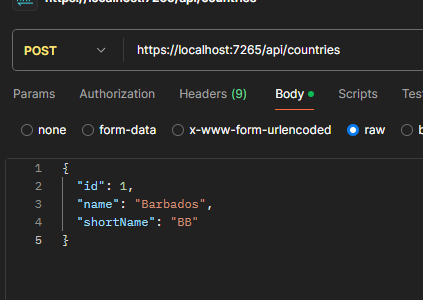 https://localhost:7265/api/countries
POST https://localhost:7265/api/countries
Params Authorization Headers (9) Body Scripts
none form-data x-www-form-urlencoded raw
1 {
2 "id": 1,
3 "name": "Barbados",
4 "shortName": "BB"
5 }